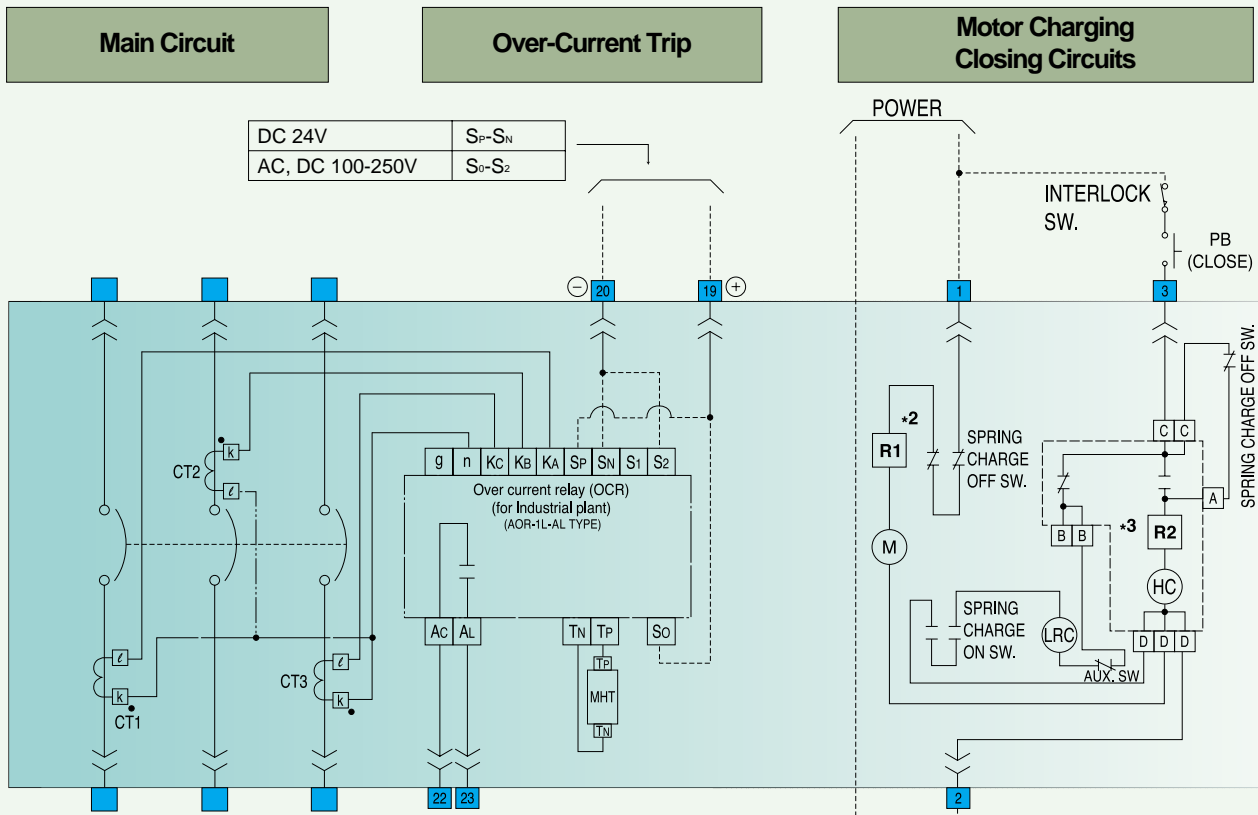 Main Circuit
Over-Current Trip
Motor Charging
Closing Circuits
POWER
DC 24V SP-SN
AC, DC 100-250V S0-S2
INTERLOCK
SW.
PB
(CLOSE)
⊖ 20
19 ⊕
1
3
SPRING CHARGE OFF SW.
*2
R1
SPRING
CHARGE
OFF SW.
C C
k
CT2
ℓ
g n KC KB KA SP SN S1 S2
Over current relay (OCR)
(for Industrial plant)
(AOR-1L-AL TYPE)
A
B B
*3
R2
M
HC
SPRING
CHARGE
ON SW.
LRC
AC AL TN TP SO
D D D
AUX. SW
ℓ
k
CT1
ℓ
CT3
k
TP
MHT
TN
22 23
2